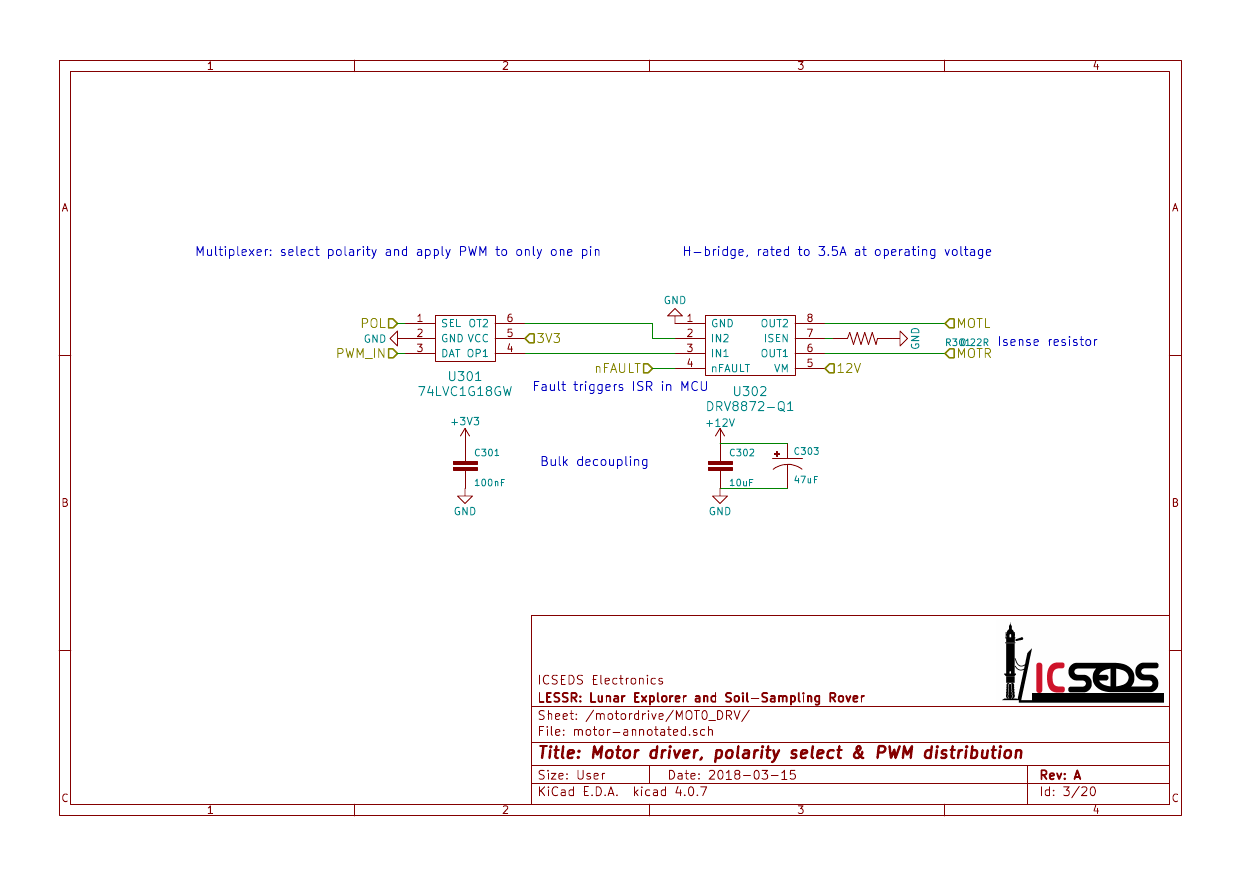 1 2 3 4
A A
Multiplexer: select polarity and apply PWM to only one pin
H-bridge, rated to 3.5A at operating voltage
POL 1 SEL OT2 6
GND 2 GND VCC 5 3V3
PWM_IN 3 DAT OP1 4
U301
74LVC1G18GW
GND
1 GND OUT2 8 MOTL
2 IN2 ISEN 7 GND
3 IN1 OUT1 6 MOTR
nFAULT 4 nFAULT VM 5 12V
Isense resistor
Fault triggers ISR in MCU
U302
DRV8872-Q1
+3V3
C301
100nF
GND
Bulk decoupling
+12V
C302
10uF
C303
47uF
GND
B B
ICSEDS
ICSEDS Electronics
LESSR: Lunar Explorer and Soil-Sampling Rover
Sheet: /motordrive/MOT0_DRV/
File: motor-annotated.sch
Title: Motor driver, polarity select & PWM distribution
Size: User Date: 2018-03-15 Rev: A
KiCad E.D.A. kicad 4.0.7 Id: 3/20
C C
1 2 3 4